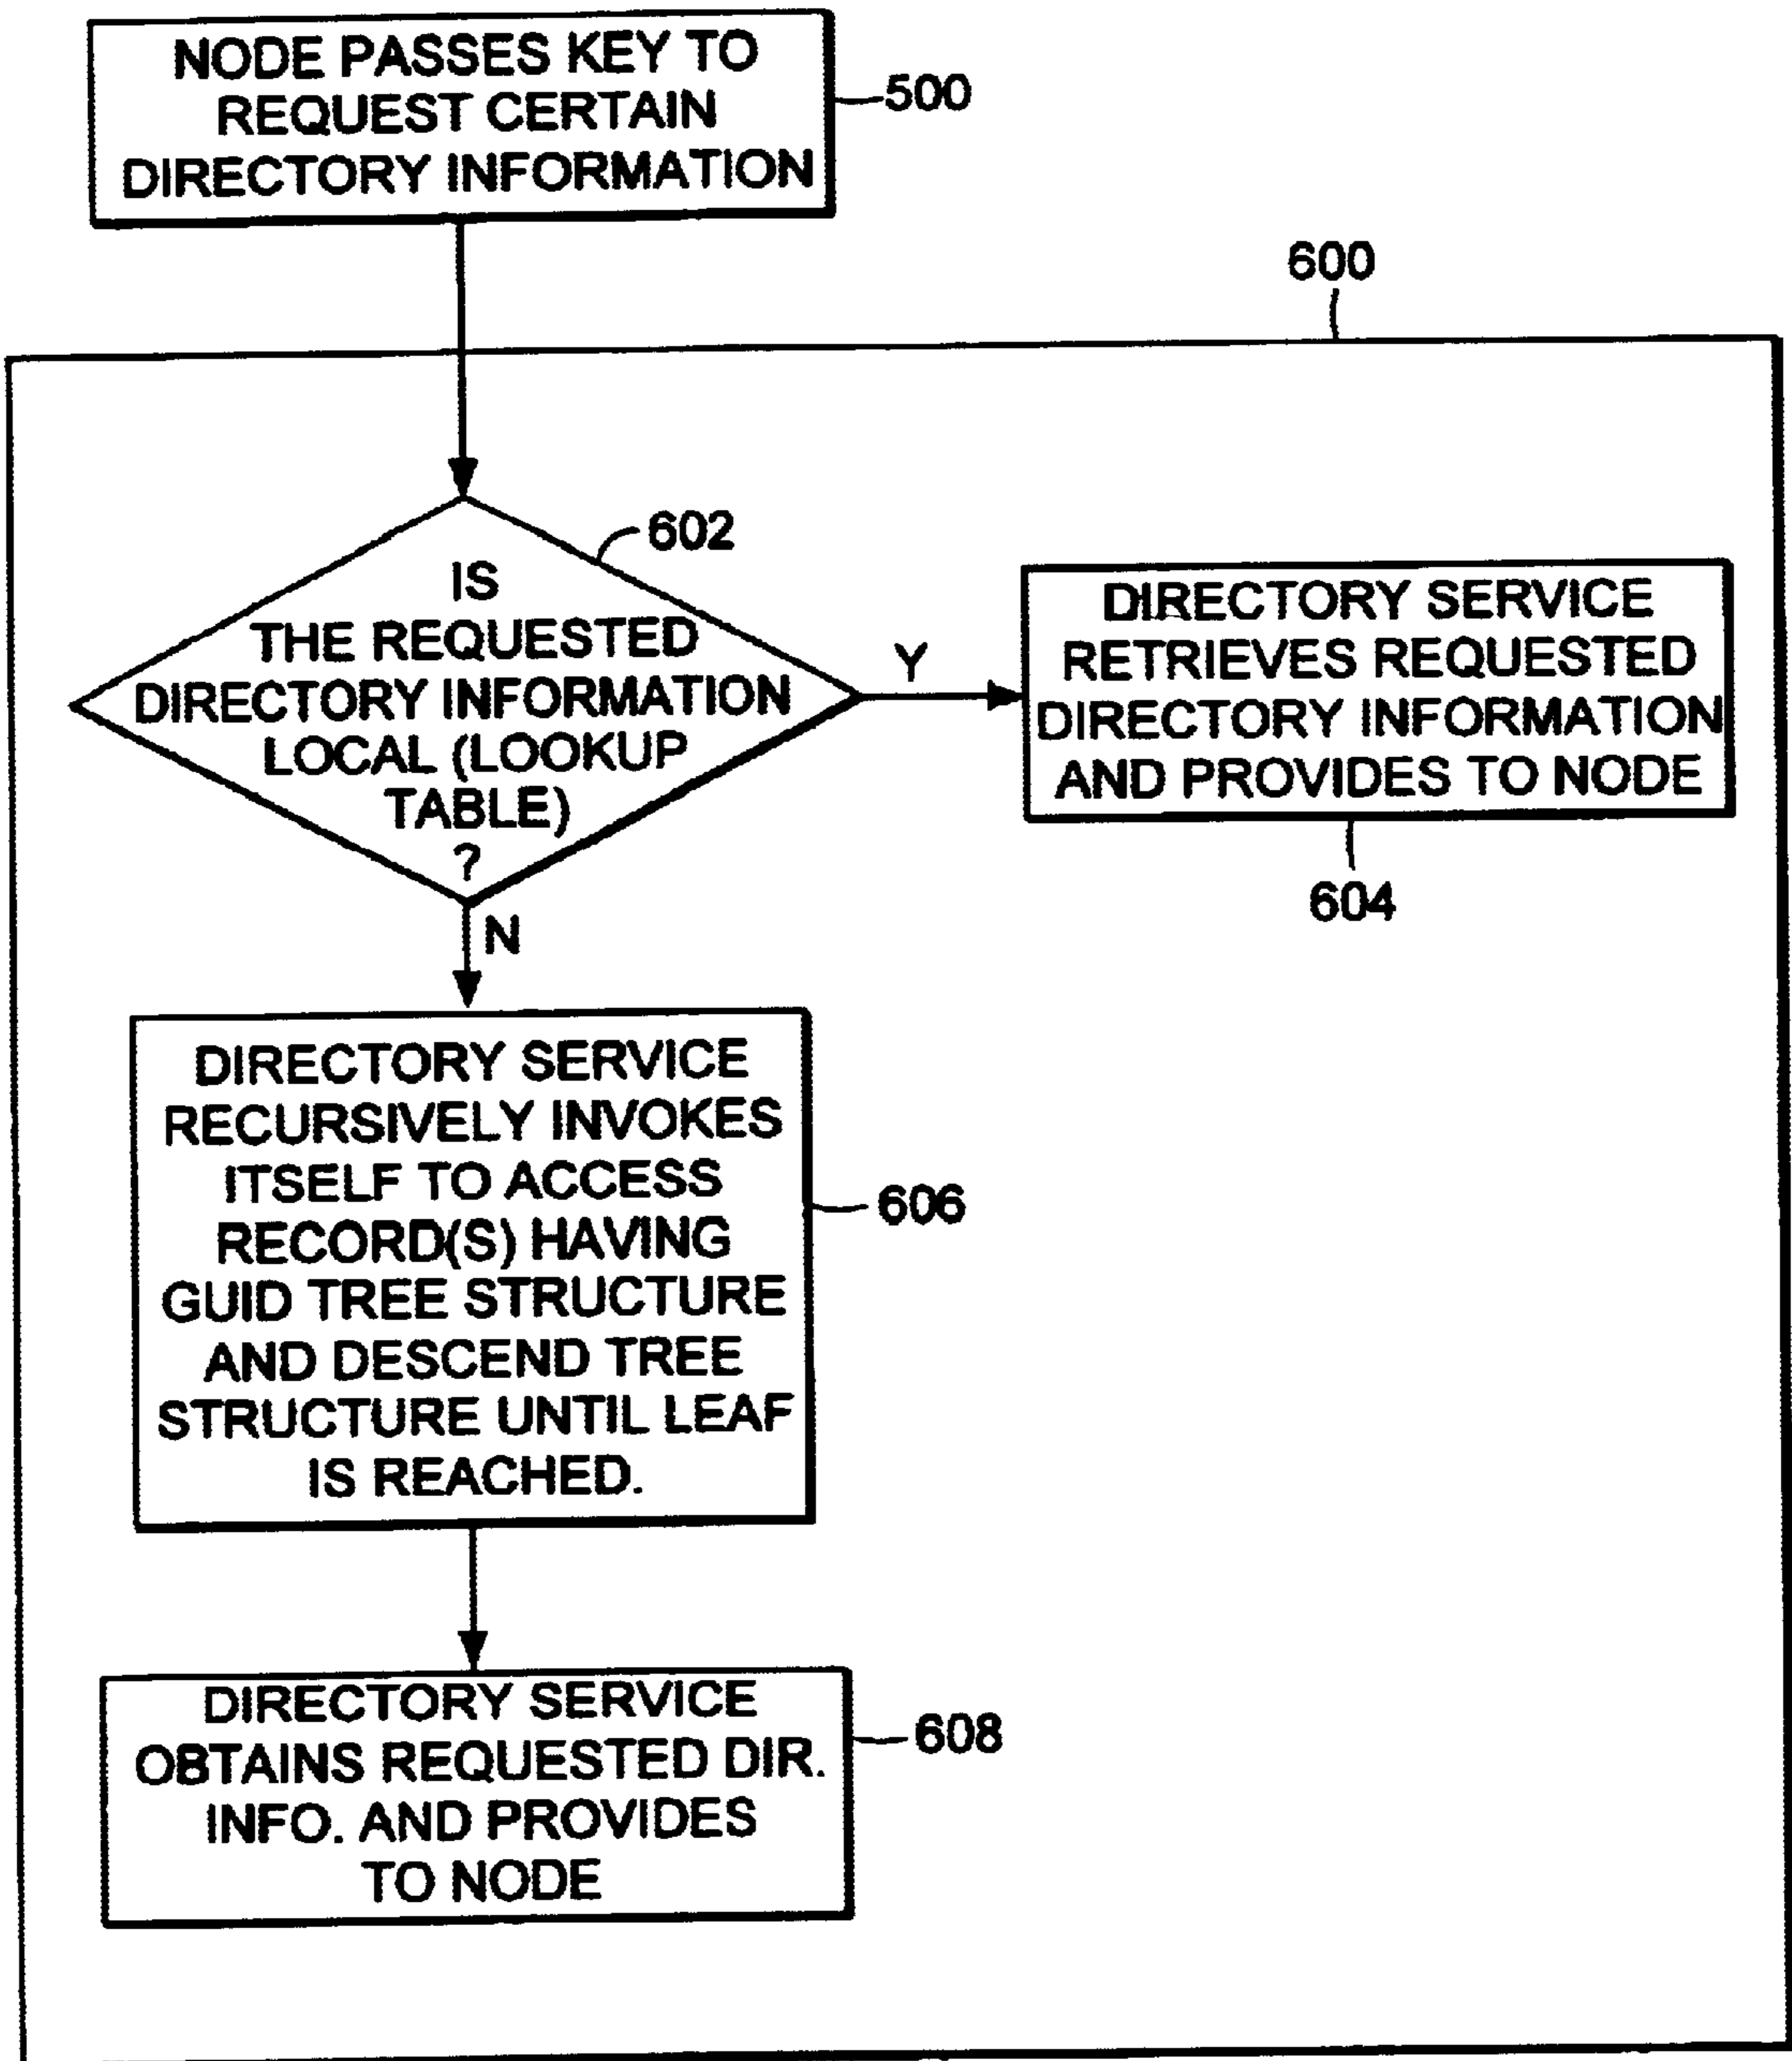 NODE PASSES KEY TO
REQUEST CERTAIN
DIRECTORY INFORMATION
500
600
602
IS
THE REQUESTED
DIRECTORY INFORMATION
LOCAL (LOOKUP
TABLE)
?
Y
DIRECTORY SERVICE
RETRIEVES REQUESTED
DIRECTORY INFORMATION
AND PROVIDES TO NODE
604
N
DIRECTORY SERVICE
RECURSIVELY INVOKES
ITSELF TO ACCESS
RECORD(S) HAVING
GUID TREE STRUCTURE
AND DESCEND TREE
STRUCTURE UNTIL LEAF
IS REACHED.
606
DIRECTORY SERVICE
OBTAINS REQUESTED DIR.
INFO. AND PROVIDES
TO NODE
608